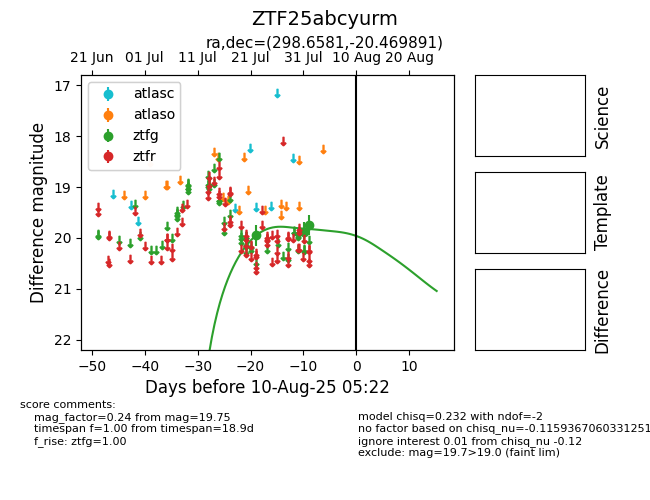 ZTF25abcyurm
ra,dec=(298.6581,-20.469891)
21 Jun 01 Jul 11 Jul 21 Jul 31 Jul 10 Aug 20 Aug
17
18
19
20
21
22
Difference magnitude
atlasc
atlaso
ztfg
ztfr
−50 −40 −30 −20 −10 0 10
Days before 10-Aug-25 05:22
Science
Template
Difference
score comments:
mag_factor=0.24 from mag=19.75
timespan f=1.00 from timespan=18.9d
f_rise: ztfg=1.00
model chisq=0.232 with ndof=-2
no factor based on chisq_nu=-0.1159367060331251
ignore interest 0.01 from chisq_nu -0.12
exclude: mag=19.7>19.0 (faint lim)